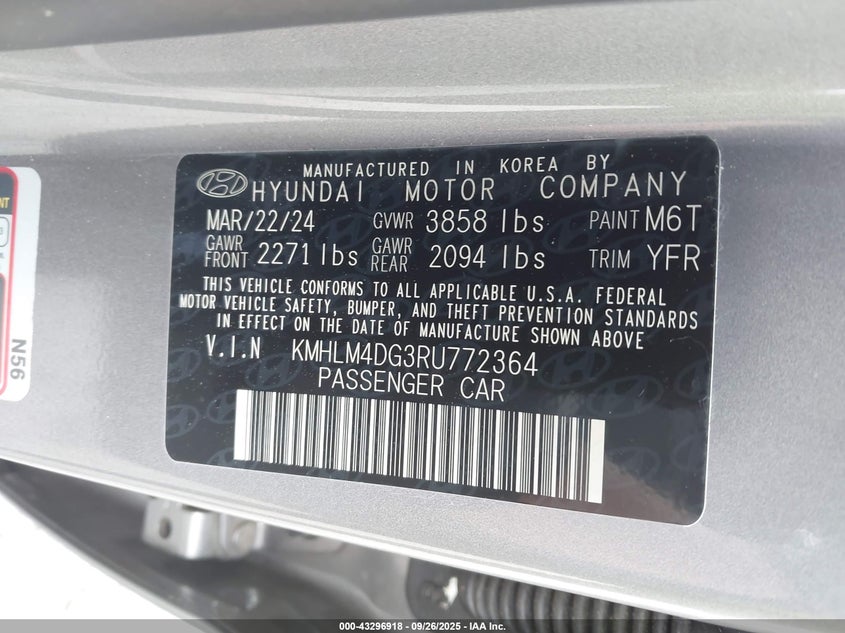 MANUFACTURED IN KOREA BY
HYUNDAI MOTOR COMPANY
MAR/22/24 GVWR 3858 lbs PAINT M6T
GAWR FRONT 2271 lbs GAWR REAR 2094 lbs TRIM YFR
THIS VEHICLE CONFORMS TO ALL APPLICABLE U.S.A. FEDERAL
MOTOR VEHICLE SAFETY, BUMPER, AND THEFT PREVENTION STANDARDS
IN EFFECT ON THE DATE OF MANUFACTURE SHOWN ABOVE
V.I.N KMHLM4DG3RU772364
PASSENGER CAR
N56
000-43296918 - 09/26/2025 - IAA Inc.